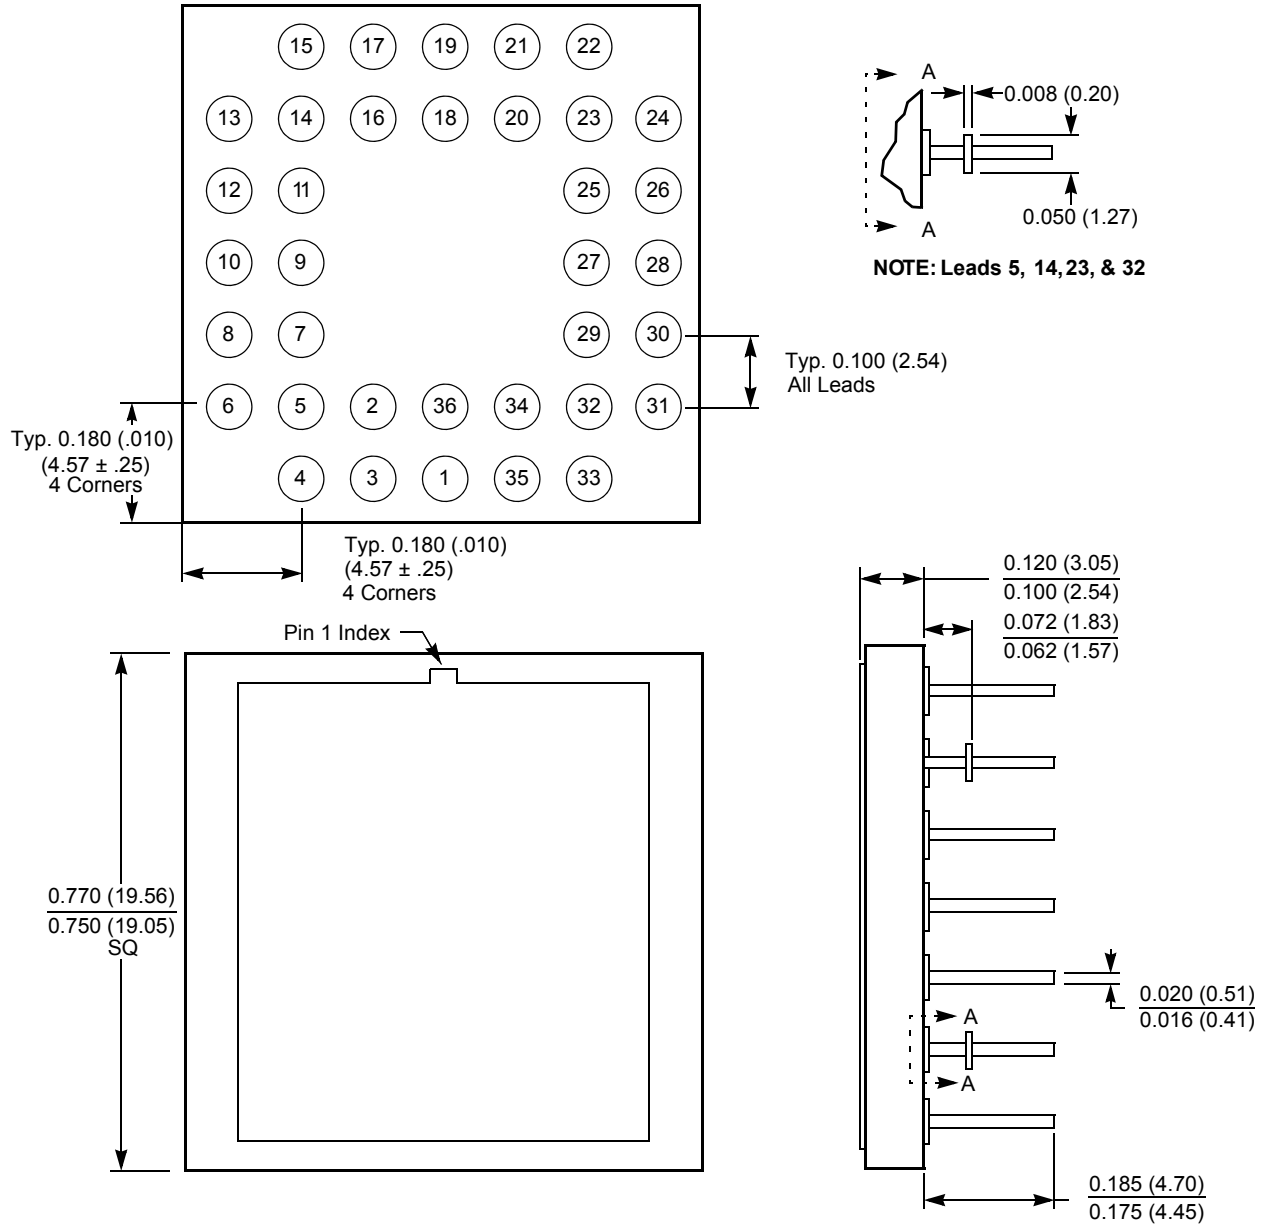 15 17 19 21 22
13 14 16 18 20 23 24
12 11 25 26
10 9 27 28
8 7 29 30
6 5 2 36 34 32 31
4 3 1 35 33
Typ. 0.100 (2.54)
All Leads
Typ. 0.180 (.010)
(4.57 ± .25)
4 Corners
Typ. 0.180 (.010)
(4.57 ± .25)
4 Corners
A
0.008 (0.20)
0.050 (1.27)
A
NOTE: Leads 5, 14, 23, & 32
Pin 1 Index
0.770 (19.56)
0.750 (19.05)
SQ
0.120 (3.05)
0.100 (2.54)
0.072 (1.83)
0.062 (1.57)
0.020 (0.51)
0.016 (0.41)
A
A
0.185 (4.70)
0.175 (4.45)